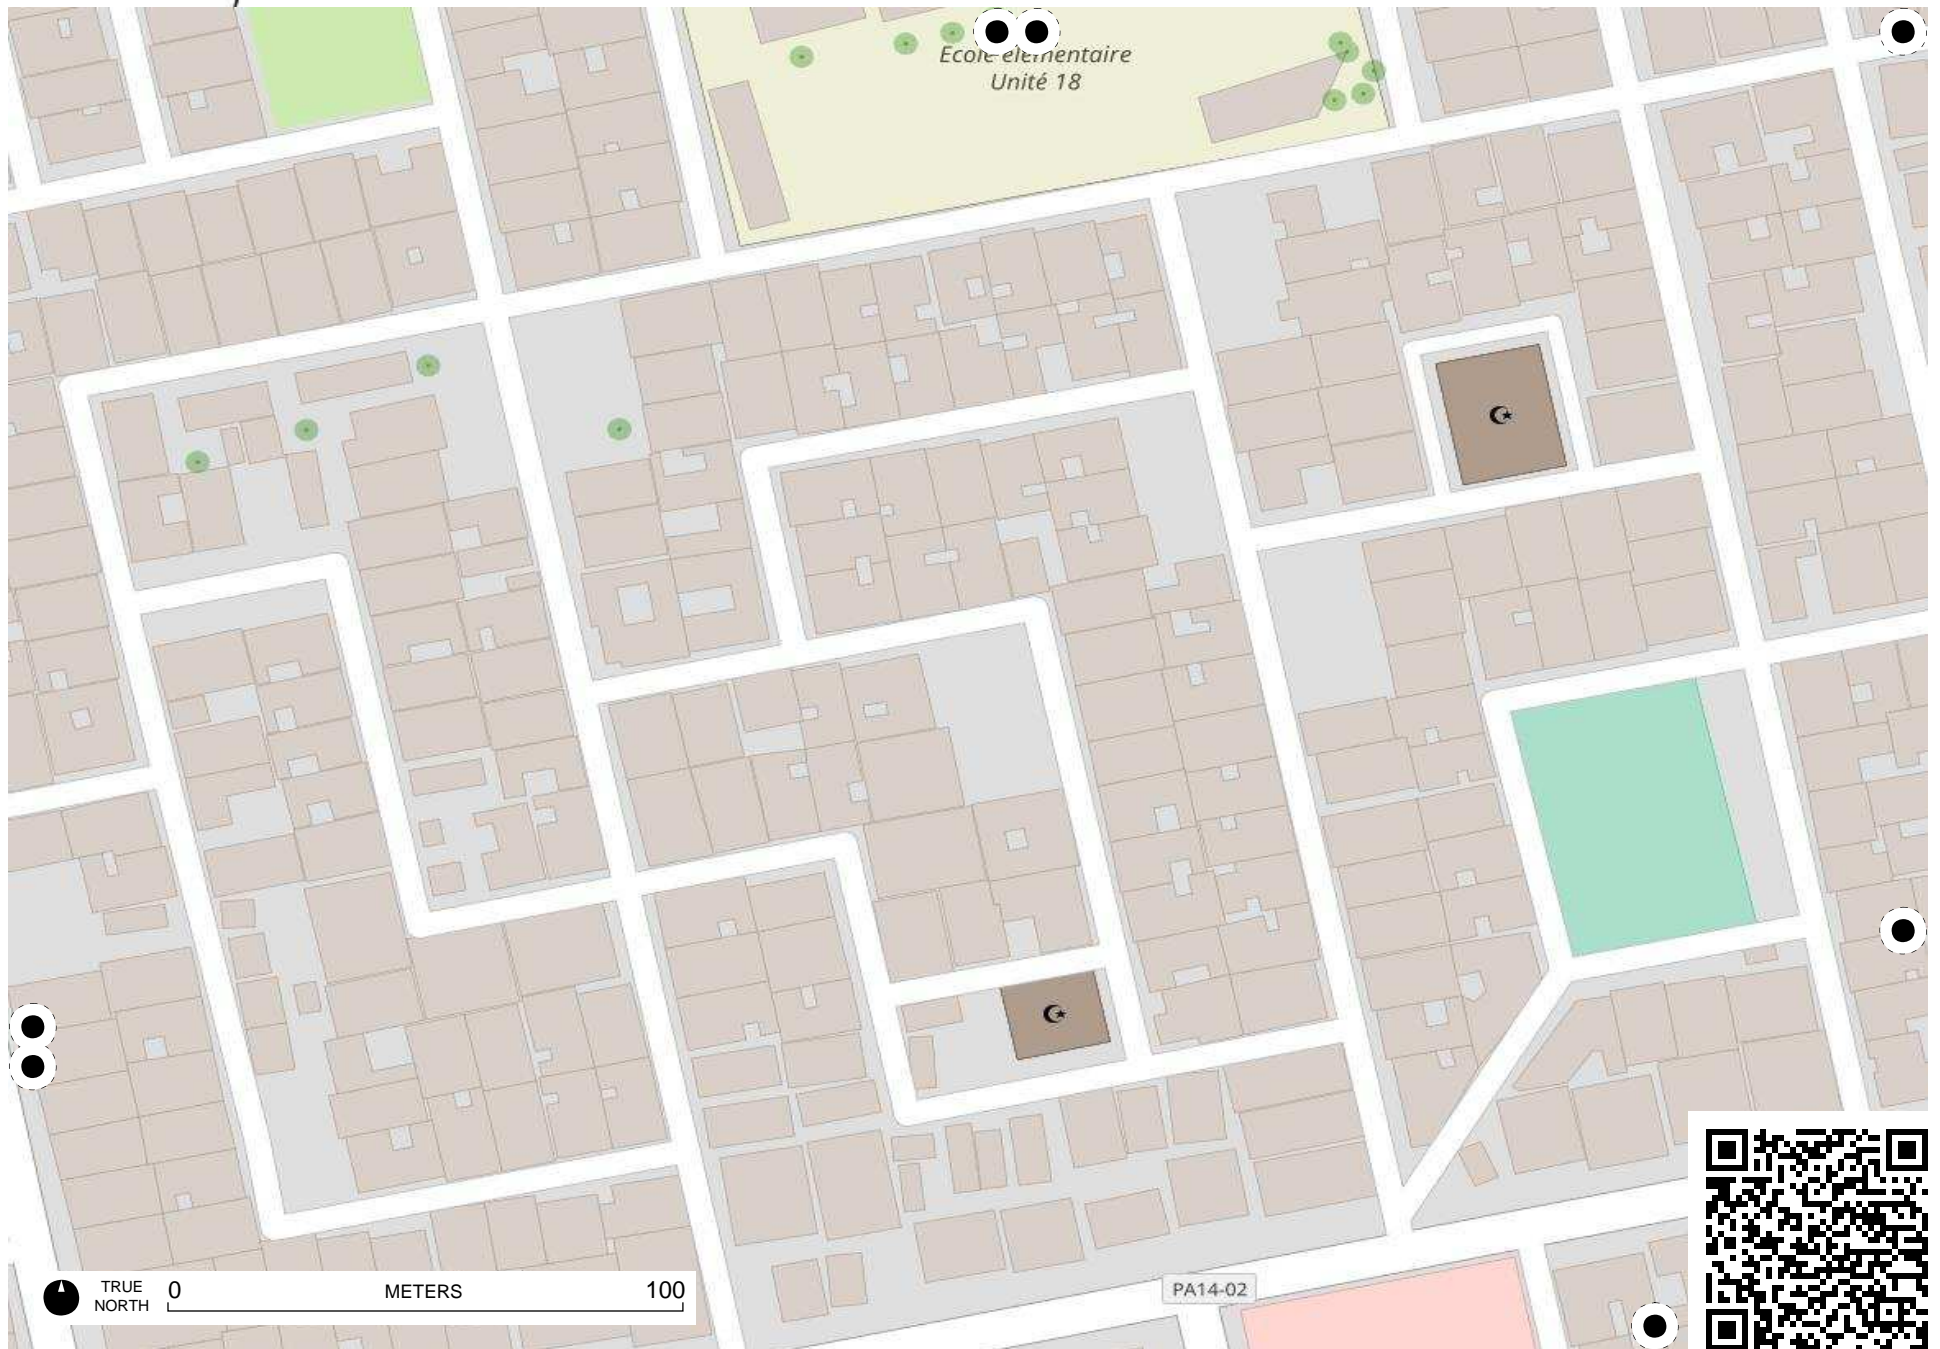 Ecole élémentaire
Unité 18
PA14-02
TRUE
NORTH
0 METERS 100